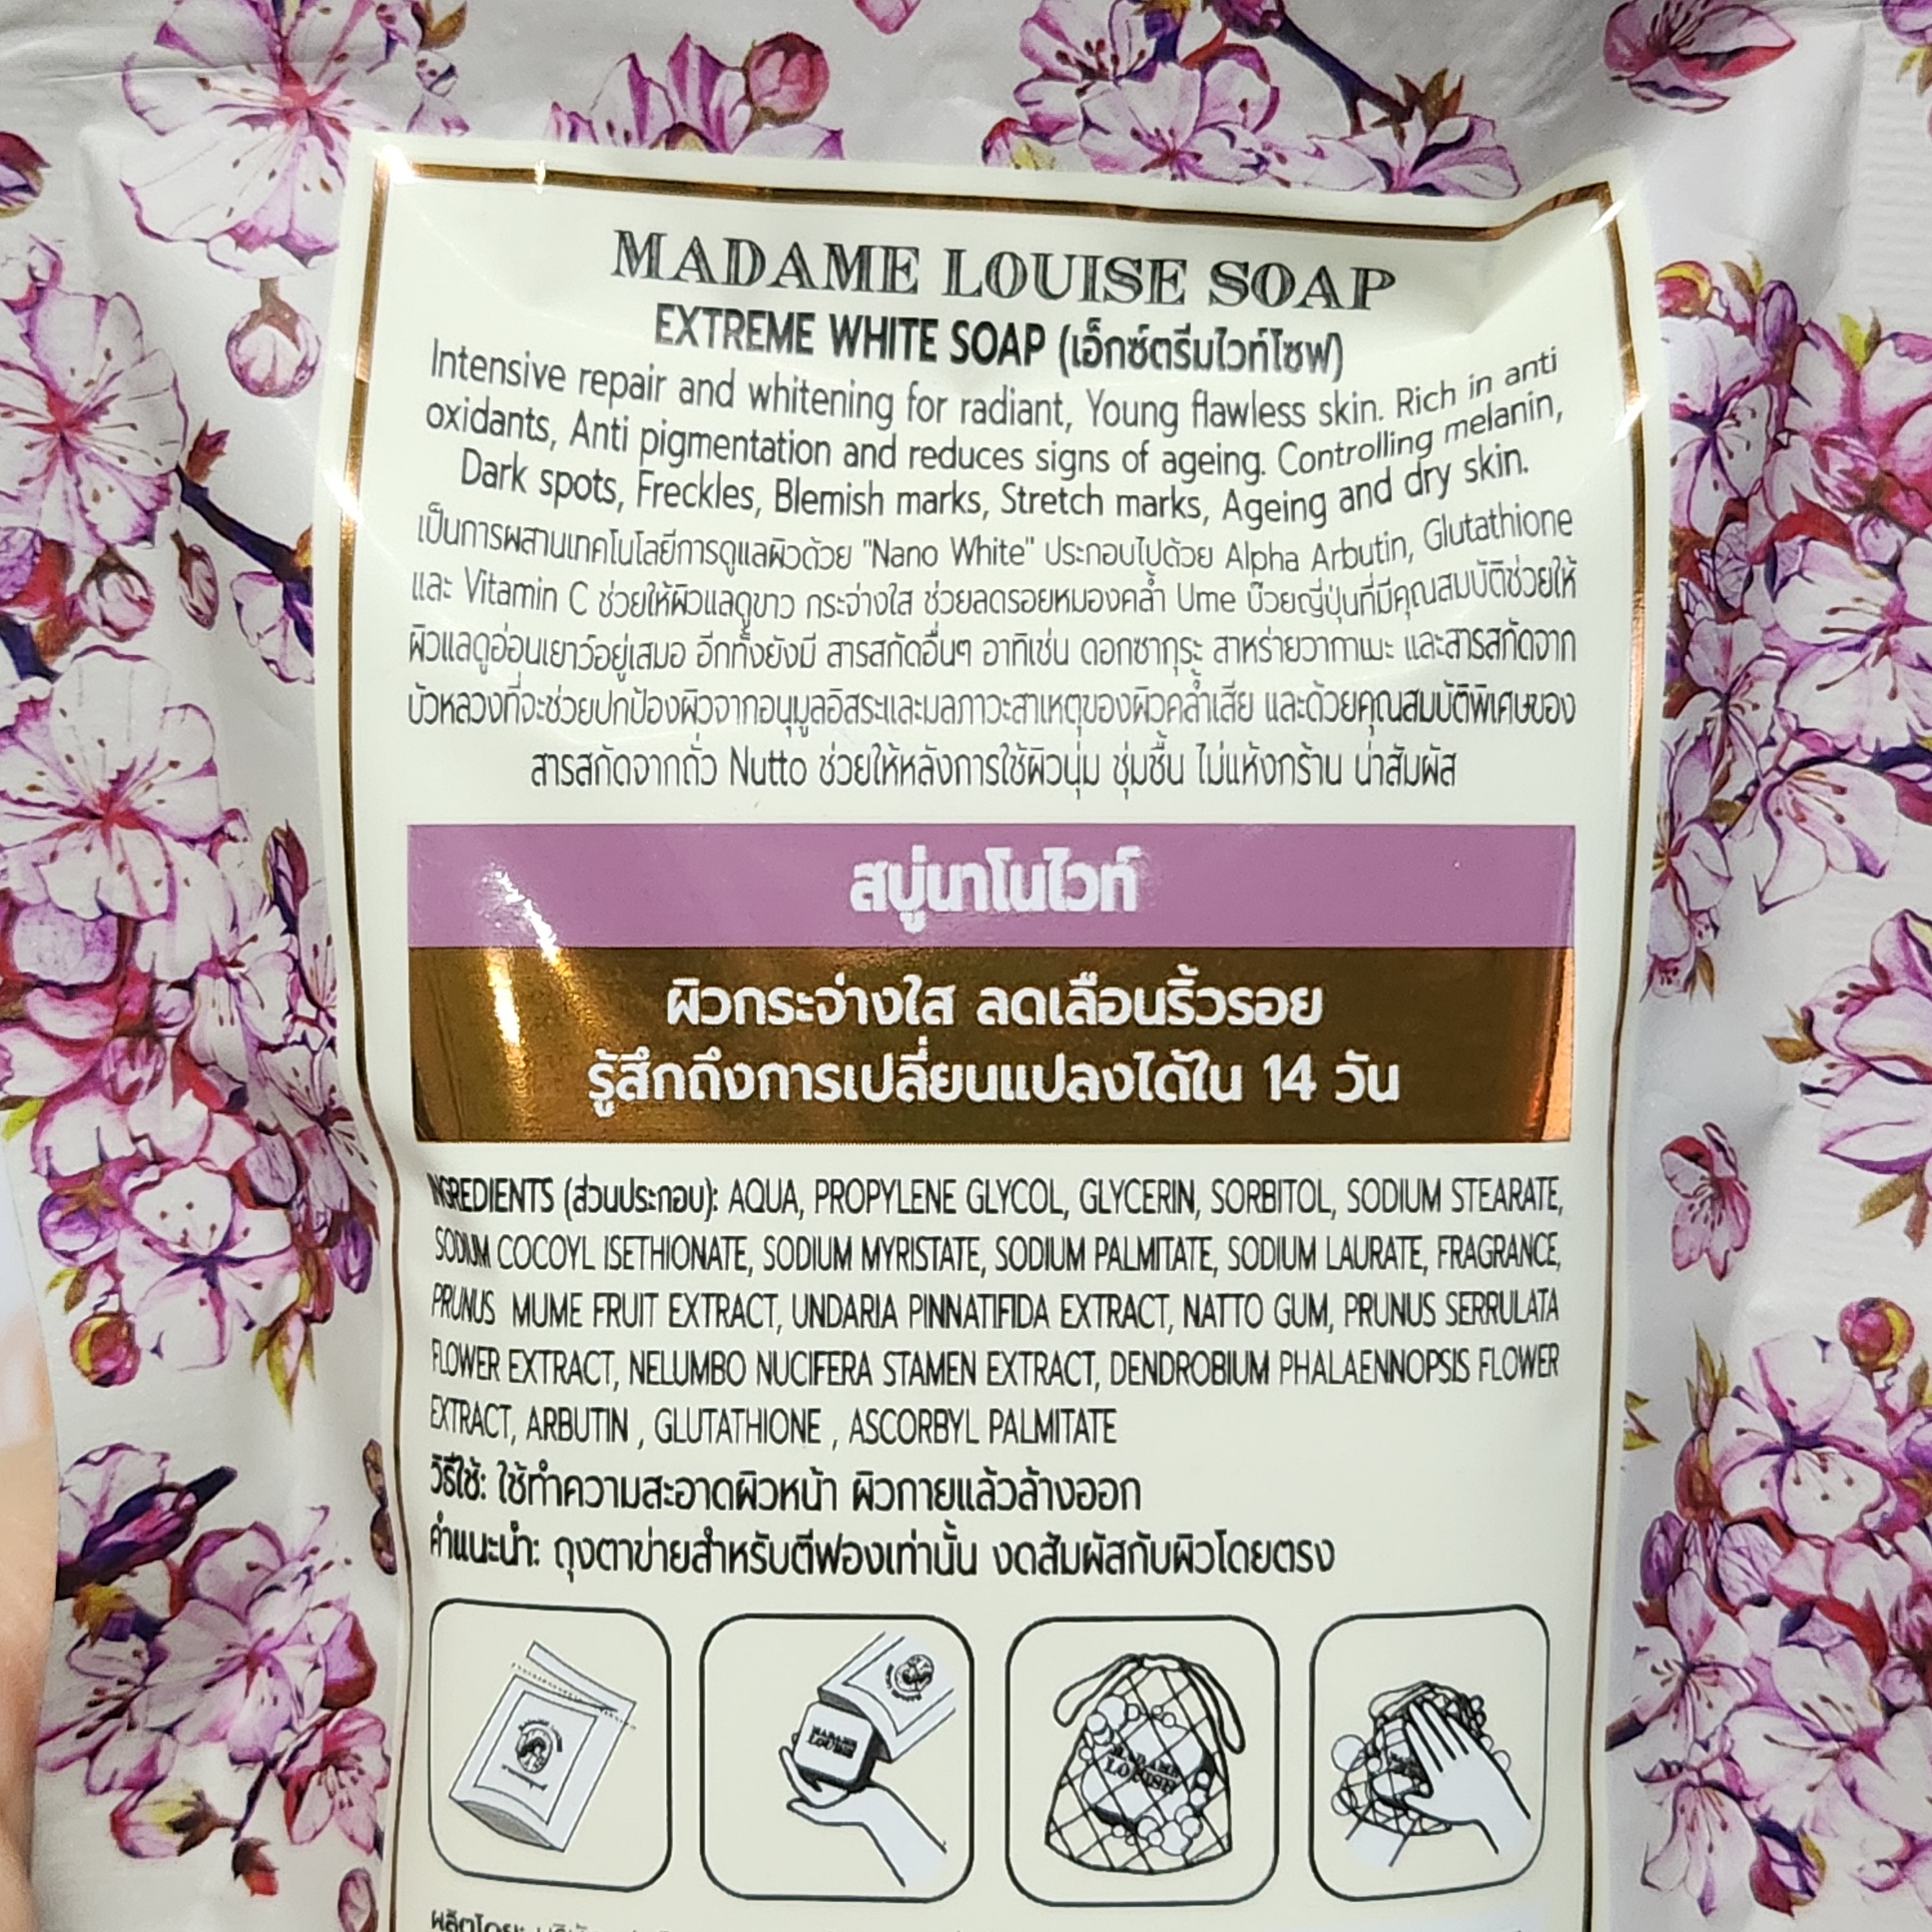 MADAME LOUISE SOAP
EXTREME WHITE SOAP (เอ็กซ์ตรีมไวท์โซฟ)
Intensive repair and whitening for radiant, Young flawless skin. Rich in anti
oxidants, Anti pigmentation and reduces signs of ageing. Controlling melanin,
Dark spots, Freckles, Blemish marks, Stretch marks, Ageing and dry skin.
เป็นการผสานเทคโนโลยีการดูแลผิวด้วย "Nano White" ประกอบไปด้วย Alpha Arbutin, Glutathione
และ Vitamin C ช่วยให้ผิวแลดูขาว กระจ่างใส ช่วยลดรอยหมองคล้ำ Ume บ๊วยญี่ปุ่นที่มีคุณสมบัติช่วยให้
ผิวแลดูอ่อนเยาว์อยู่เสมอ อีกทั้งยังมี สารสกัดอื่นๆ อาทิเช่น ดอกซากุระ สาหร่ายวากาเมะ และสารสกัดจาก
บัวหลวงที่จะช่วยปกป้องผิวจากอนุมูลอิสระและมลภาวะสาเหตุของผิวคล้ำเสีย และด้วยคุณสมบัติพิเศษของ
สารสกัดจากถั่ว Nutto ช่วยให้หลังการใช้ผิวนุ่ม ชุ่มชื้น ไม่แห้งกร้าน น่าสัมผัส
สบู่นาโนไวท์
ผิวกระจ่างใส ลดเลือนริ้วรอย
รู้สึกถึงการเปลี่ยนแปลงได้ใน 14 วัน
INGREDIENTS (ส่วนประกอบ): AQUA, PROPYLENE GLYCOL, GLYCERIN, SORBITOL, SODIUM STEARATE,
SODIUM COCOYL ISETHIONATE, SODIUM MYRISTATE, SODIUM PALMITATE, SODIUM LAURATE, FRAGRANCE,
PRUNUS MUME FRUIT EXTRACT, UNDARIA PINNATIFIDA EXTRACT, NATTO GUM, PRUNUS SERRULATA
FLOWER EXTRACT, NELUMBO NUCIFERA STAMEN EXTRACT, DENDROBIUM PHALAENNOPSIS FLOWER
EXTRACT, ARBUTIN , GLUTATHIONE , ASCORBYL PALMITATE
วิธีใช้: ใช้ทำความสะอาดผิวหน้า ผิวกายแล้วล้างออก
คำแนะนำ: ถุงตาข่ายสำหรับตีฟองเท่านั้น งดสัมผัสกับผิวโดยตรง
MADAME
LOUISE
MADAME
LOUISE
ผลิตโดย: